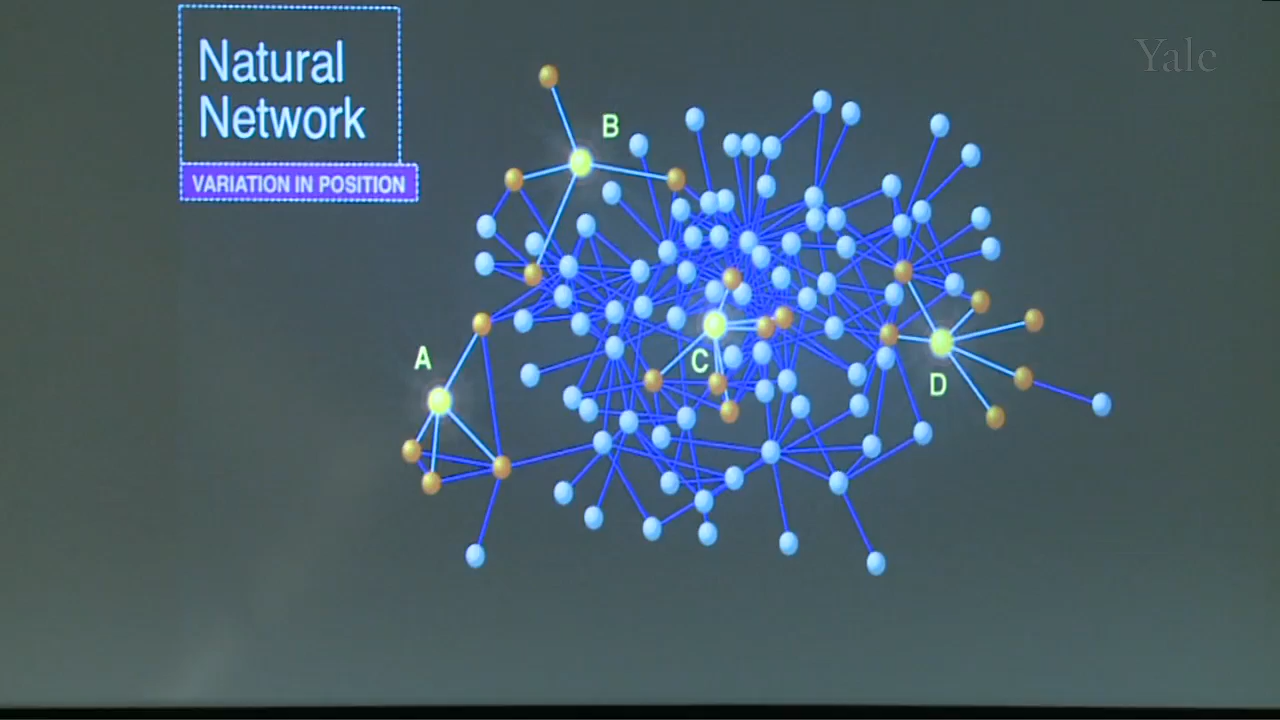 Natural
Network
VARIATION IN POSITION
Yale
B
A
C
D